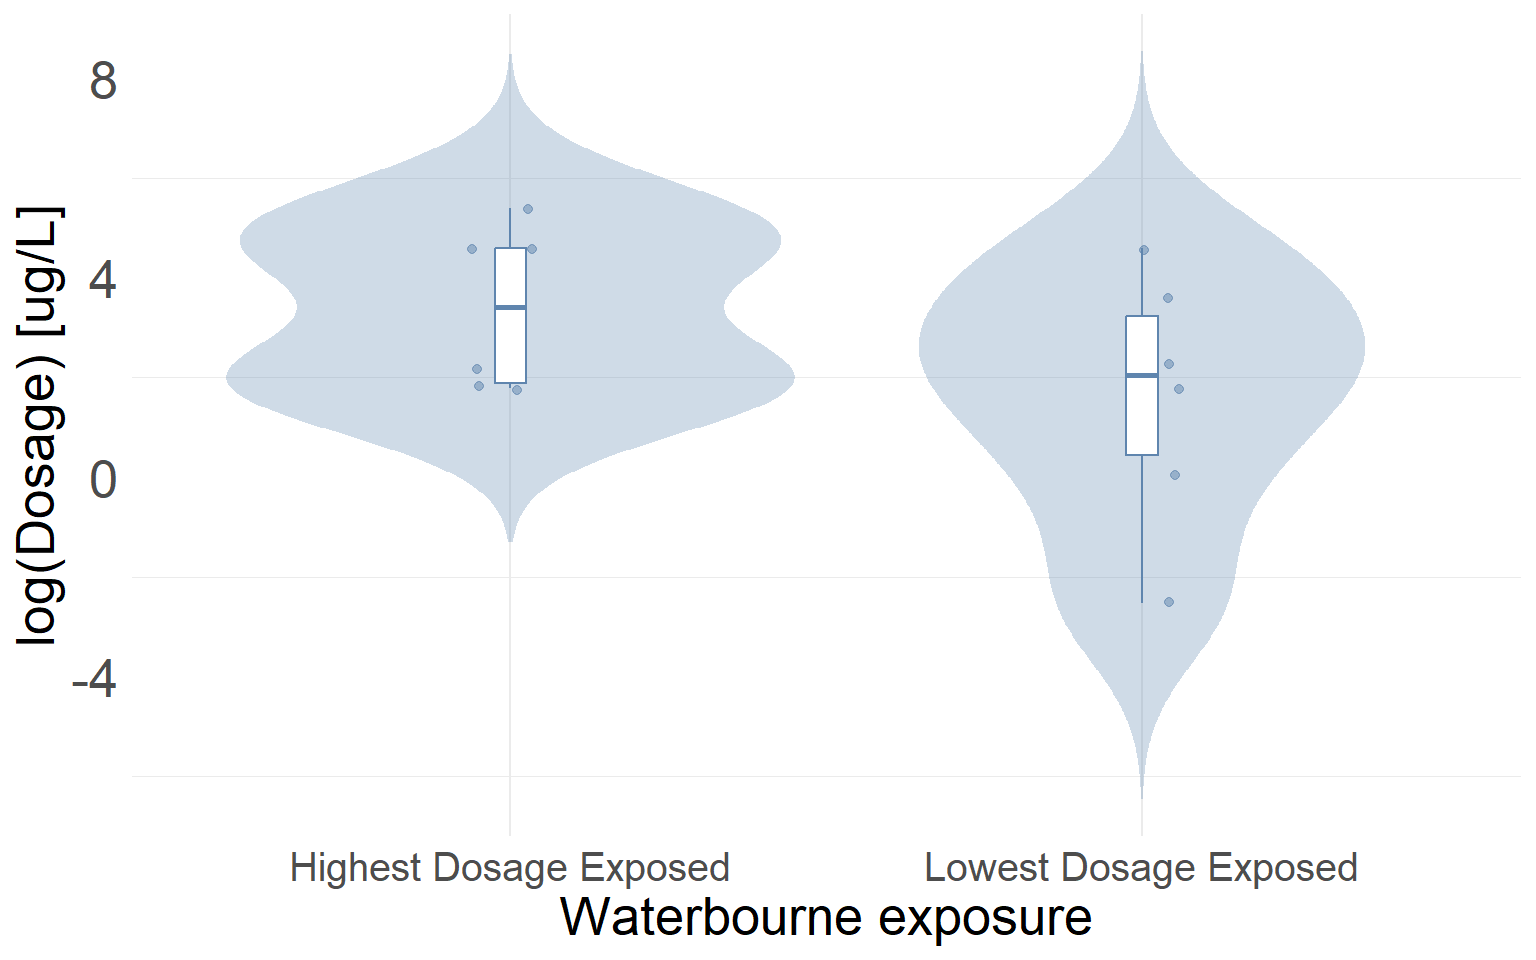 log(Dosage) [ug/L]
8
4
0
-4
Highest Dosage Exposed
Lowest Dosage Exposed
Waterbourne exposure